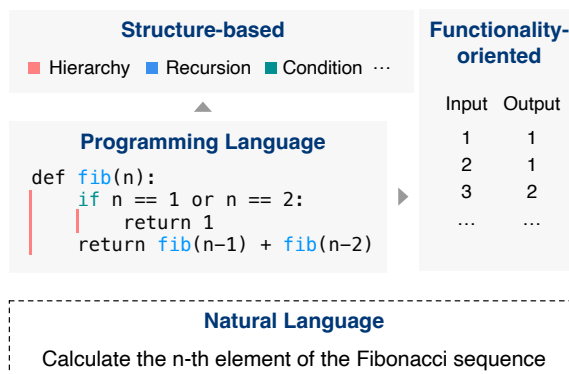 Structure-based
Hierarchy Recursion Condition ⋯
Programming Language
def fib(n):
    if n == 1 or n == 2:
        return 1
    return fib(n-1) + fib(n-2)
Functionality-
oriented
Input Output
1 1
2 1
3 2
… …
Natural Language
Calculate the n-th element of the Fibonacci sequence